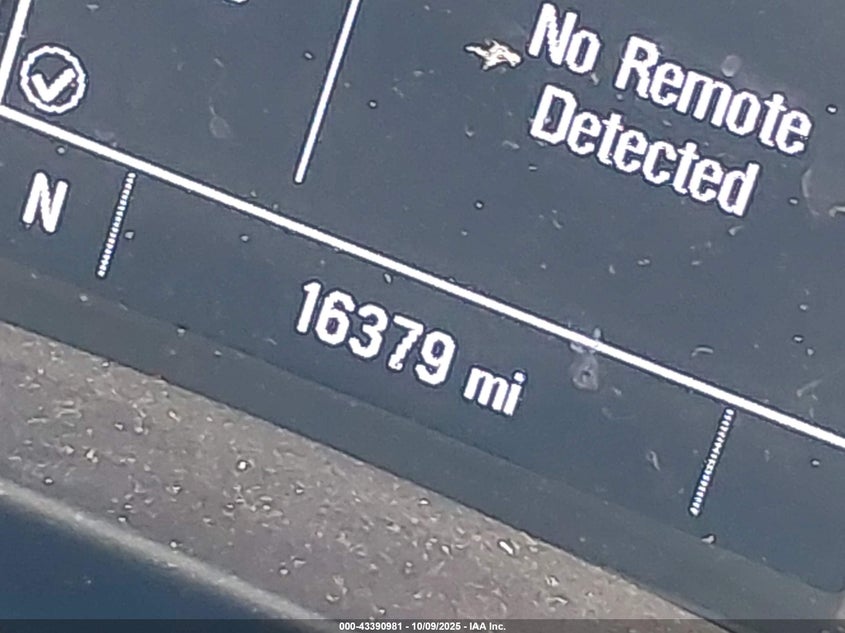 No Remote
Detected
N
16379 mi
000-43390981 - 10/09/2025 - IAA Inc.